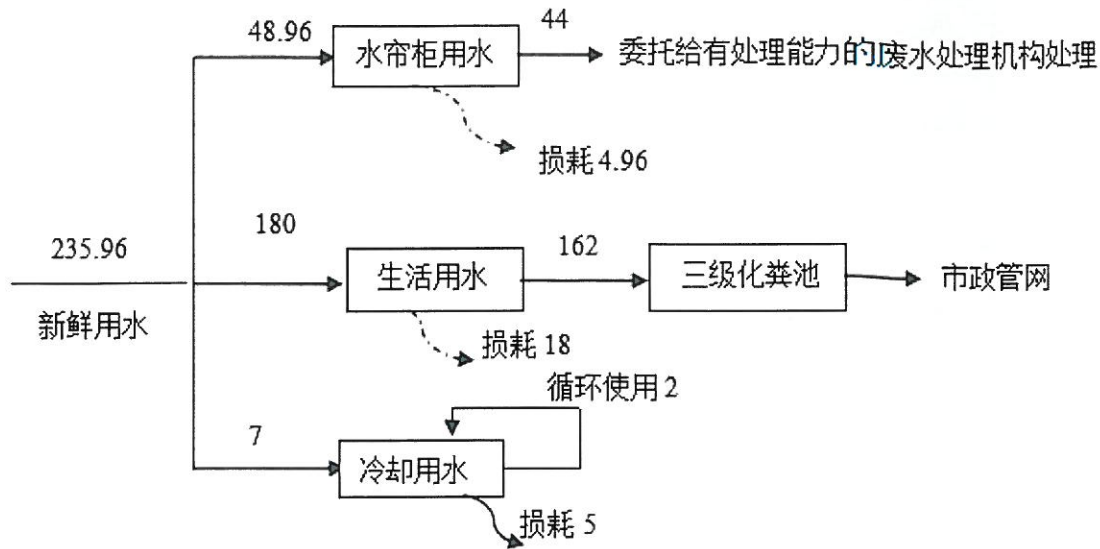 48.96
水帘柜用水
44
委托给有处理能力的废水处理机构处理
损耗 4.96
235.96
新鲜用水
180
生活用水
162
三级化粪池
市政管网
损耗 18
循环使用 2
7
冷却用水
损耗 5